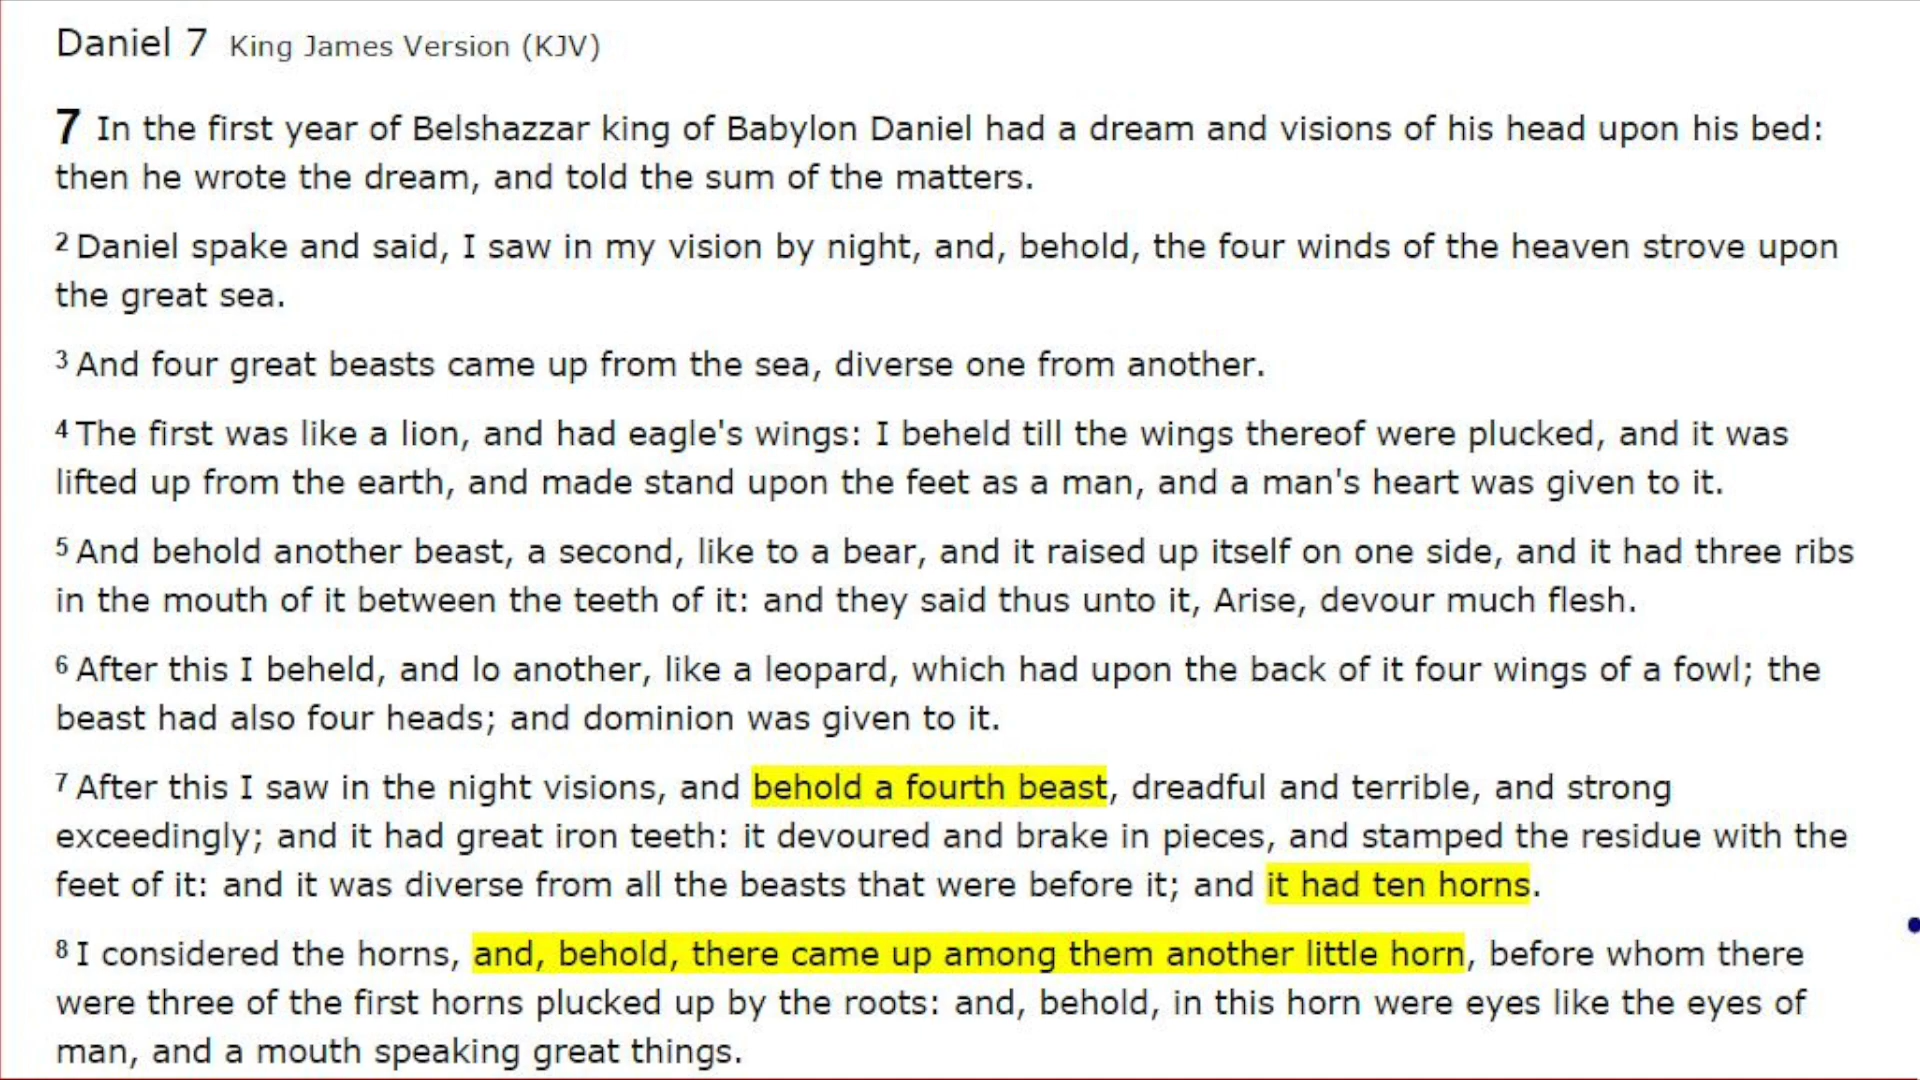 Daniel 7 King James Version (KJV)
7 In the first year of Belshazzar king of Babylon Daniel had a dream and visions of his head upon his bed:
then he wrote the dream, and told the sum of the matters.
2 Daniel spake and said, I saw in my vision by night, and, behold, the four winds of the heaven strove upon
the great sea.
3 And four great beasts came up from the sea, diverse one from another.
4 The first was like a lion, and had eagle's wings: I beheld till the wings thereof were plucked, and it was
lifted up from the earth, and made stand upon the feet as a man, and a man's heart was given to it.
5 And behold another beast, a second, like to a bear, and it raised up itself on one side, and it had three ribs
in the mouth of it between the teeth of it: and they said thus unto it, Arise, devour much flesh.
6 After this I beheld, and lo another, like a leopard, which had upon the back of it four wings of a fowl; the
beast had also four heads; and dominion was given to it.
7 After this I saw in the night visions, and behold a fourth beast, dreadful and terrible, and strong
exceedingly; and it had great iron teeth: it devoured and brake in pieces, and stamped the residue with the
feet of it: and it was diverse from all the beasts that were before it; and it had ten horns.
8 I considered the horns, and, behold, there came up among them another little horn, before whom there
were three of the first horns plucked up by the roots: and, behold, in this horn were eyes like the eyes of
man, and a mouth speaking great things.